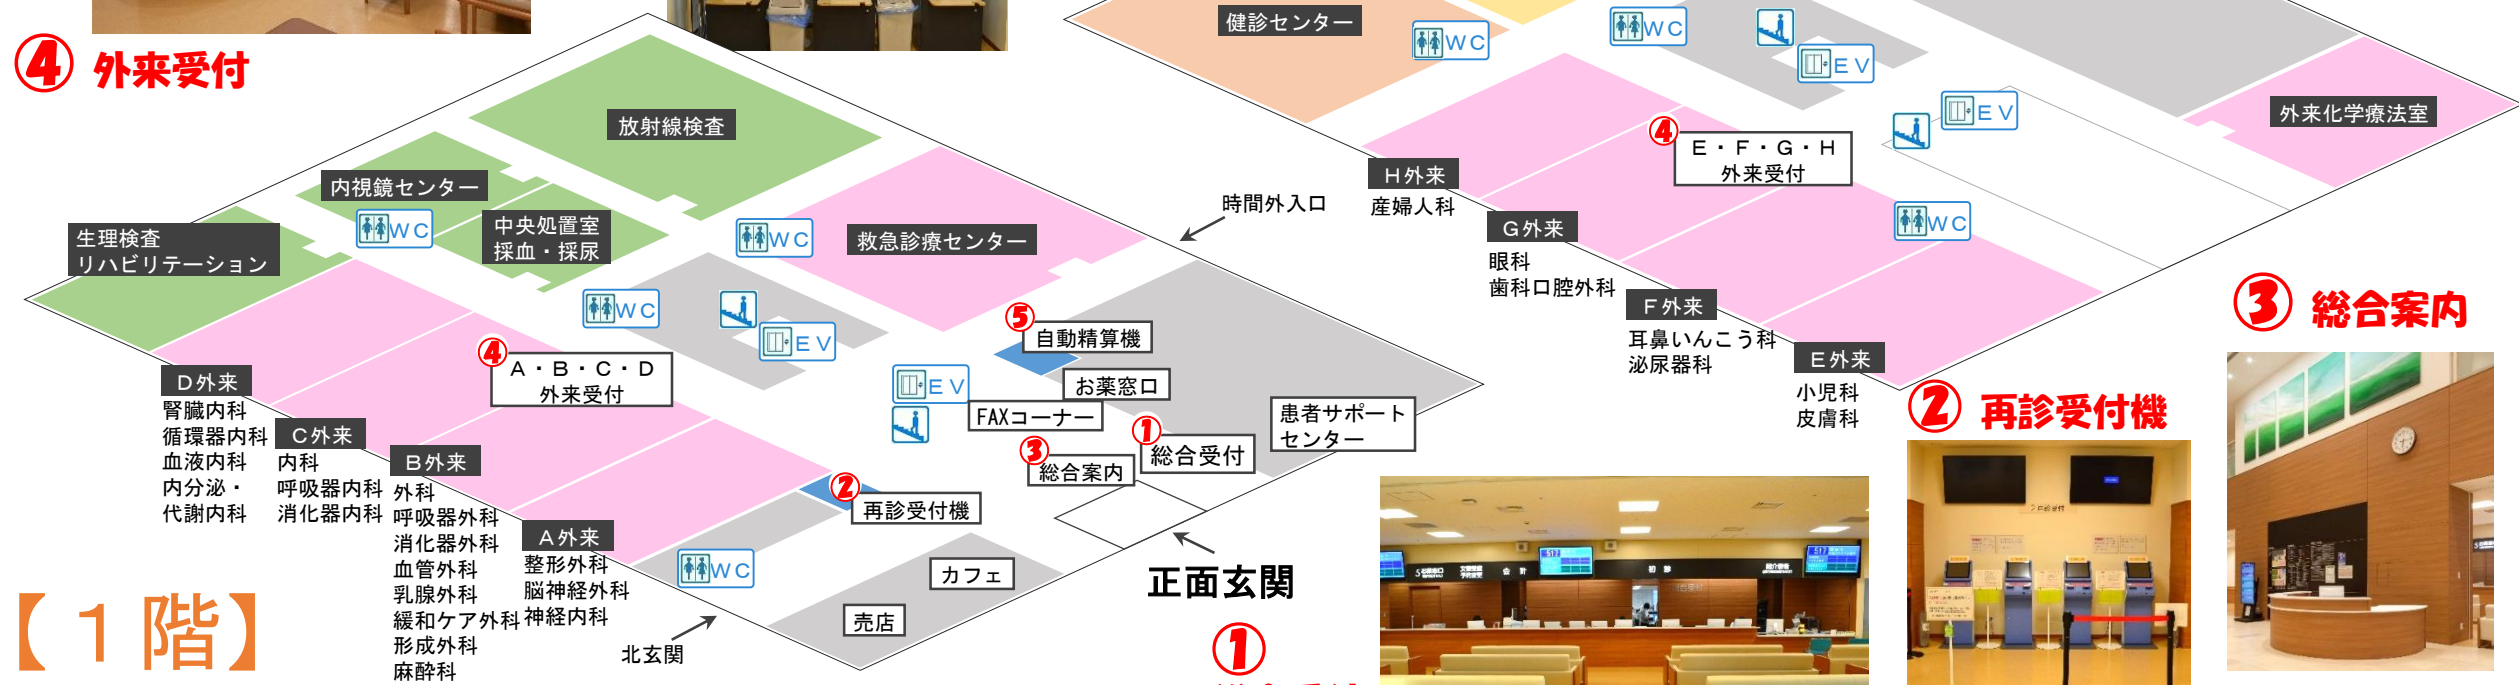 ④ 外来受付
健診センター
WC
WC
EV
EV
外来化学療法室
④
E・F・G・H
外来受付
WC
H外来
産婦人科
G外来
眼科
歯科口腔外科
F外来
耳鼻いんこう科
泌尿器科
E外来
小児科
皮膚科
放射線検査
内視鏡センター
WC
中央処置室
採血・採尿
生理検査
リハビリテーション
WC
救急診療センター
時間外入口
WC
EV
⑤
自動精算機
お薬窓口
EV
FAXコーナー
④
A・B・C・D
外来受付
①
総合受付
患者サポート
センター
③
総合案内
②
再診受付機
D外来
腎臓内科
循環器内科
血液内科
内分泌・
代謝内科
C外来
内科
呼吸器内科
消化器内科
B外来
外科
呼吸器外科
消化器外科
血管外科
乳腺外科
緩和ケア外科
形成外科
麻酔科
A外来
整形外科
脳神経外科
神経内科
WC
カフェ
売店
北玄関
正面玄関
【1階】
①
③ 総合案内
② 再診受付機
517
会計
初診
517